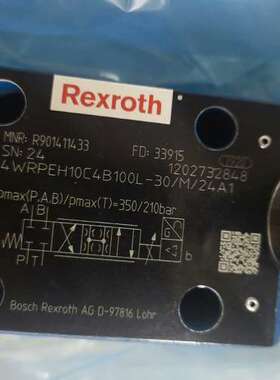 Rexroth
MNR: R901411433 FD: 33915
SN: 24 1202732848
4WRPEH10C4B100L-30/M/24A1
pmax(P,A,B)/pmax(T)=350/210bar
A B
P T
b
Bosch Rexroth AG D-97816 Lohr